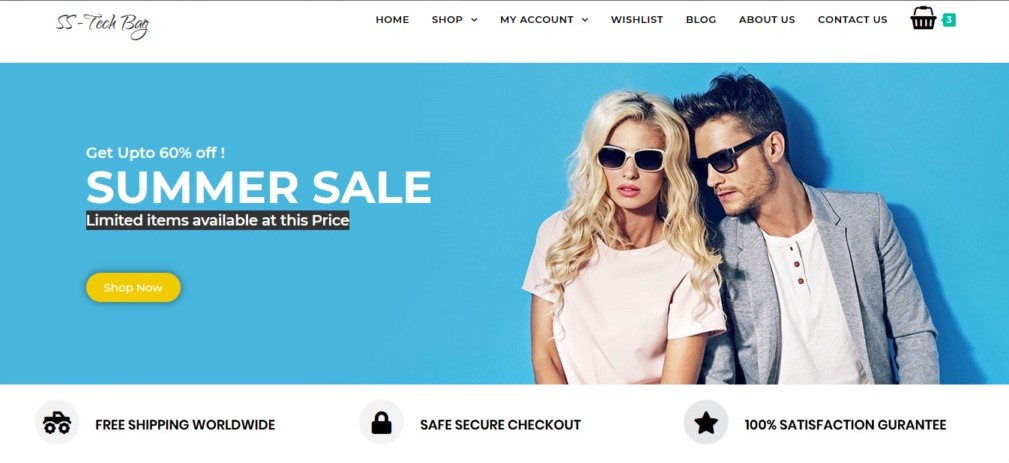 SS - Tech Bag
HOME SHOP MY ACCOUNT WISHLIST BLOG ABOUT US CONTACT US 3
Get Upto 60% off !
SUMMER SALE
Limited items available at this Price
Shop Now
FREE SHIPPING WORLDWIDE
SAFE SECURE CHECKOUT
100% SATISFACTION GURANTEE